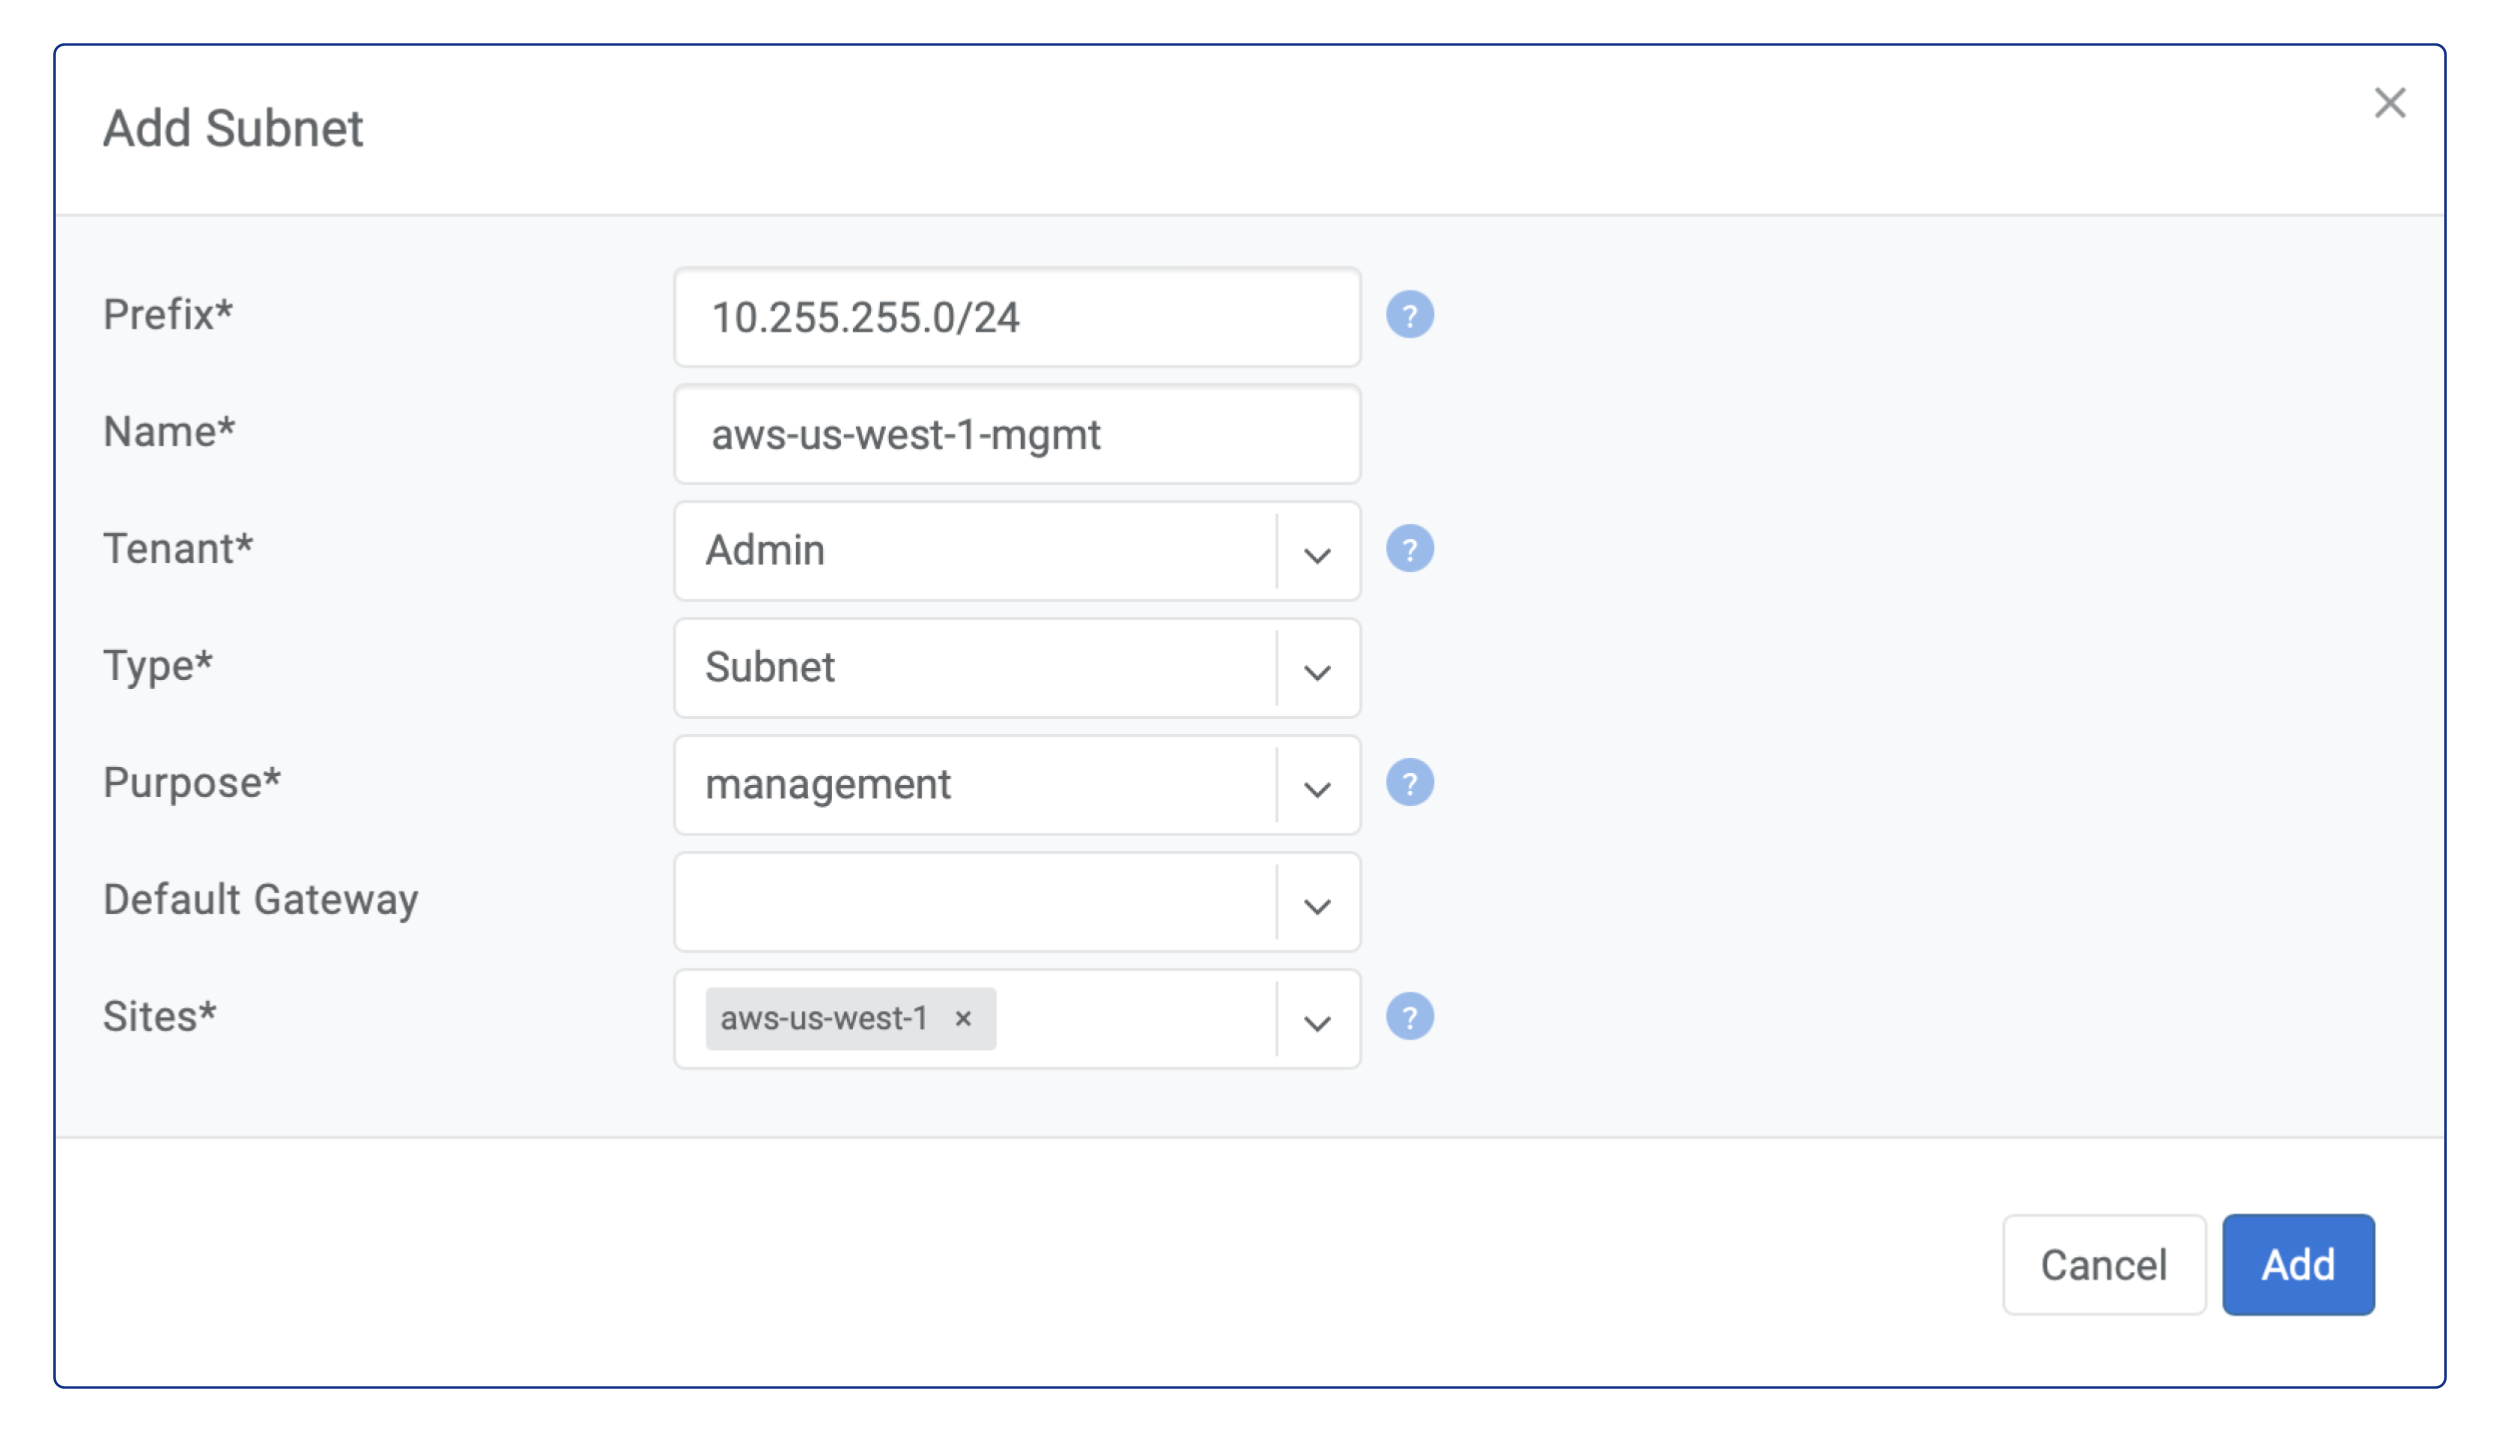 Add Subnet
Prefix* 10.255.255.0/24 ?
Name* aws-us-west-1-mgmt
Tenant* Admin ?
Type* Subnet
Purpose* management ?
Default Gateway
Sites* aws-us-west-1 × ?
Cancel Add